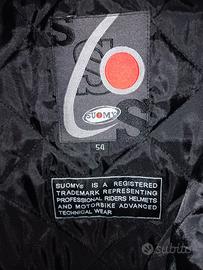 SUOMY
54
SUOMY® IS A REGISTERED
TRADEMARK REPRESENTING
PROFESSIONAL RIDERS HELMETS
AND MOTORBIKE ADVANCED
TECHNICAL WEAR
subito